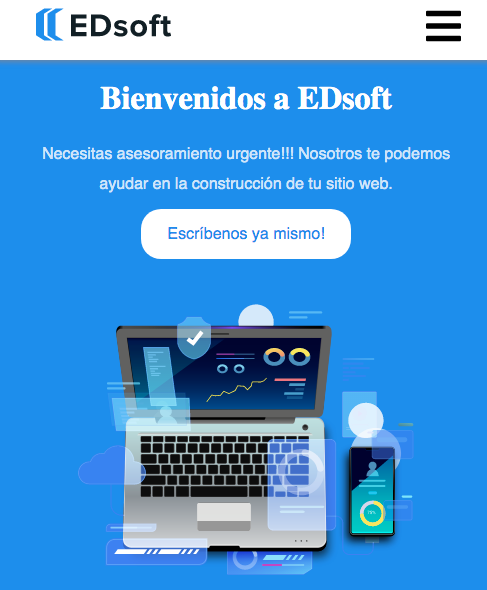 EDsoft
Bienvenidos a EDsoft
Necesitas asesoramiento urgente!!! Nosotros te podemos
ayudar en la construcción de tu sitio web.
Escríbenos ya mismo!